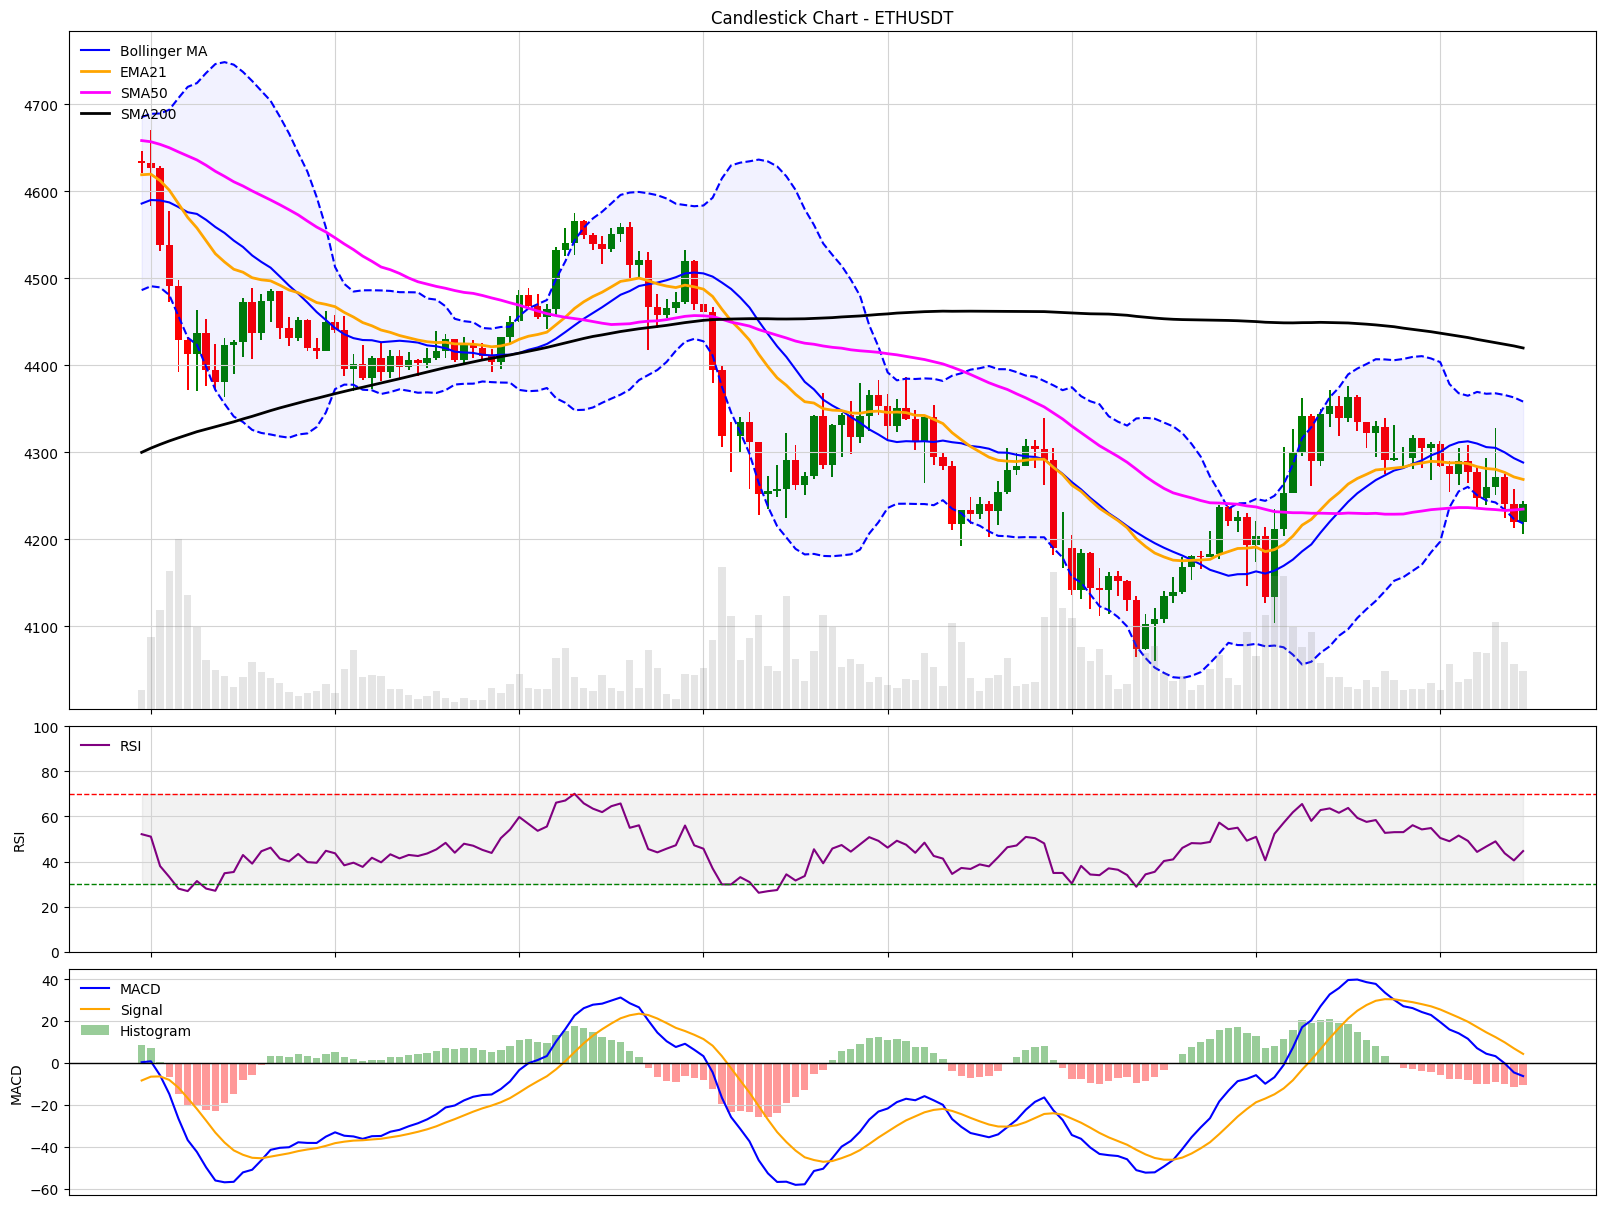 Candlestick Chart - ETHUSDT
Bollinger MA
EMA21
SMA50
SMA200
4700
4600
4500
4400
4300
4200
4100
RSI
100
80
60
40
20
0
RSI
MACD
Signal
Histogram
40
20
0
−20
−40
−60
MACD